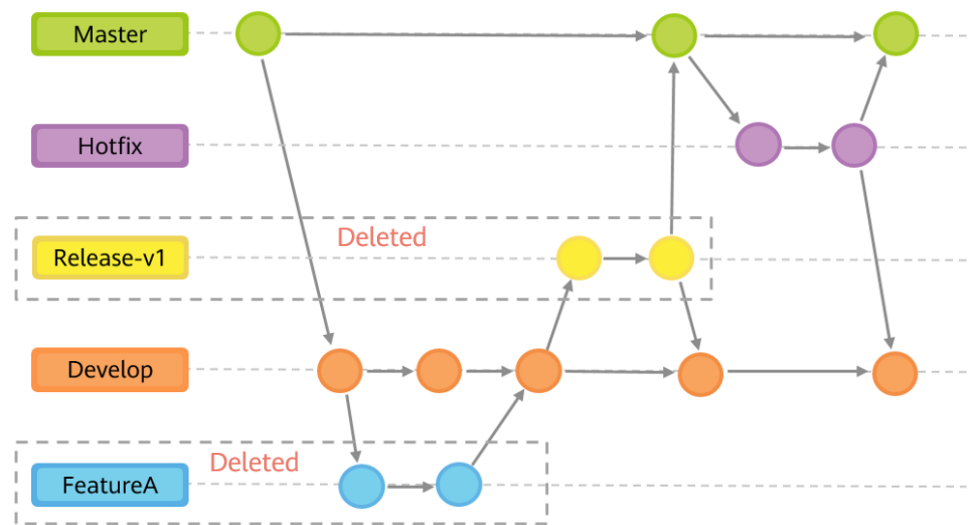 Master
Hotfix
Deleted
Release-v1
Develop
Deleted
FeatureA